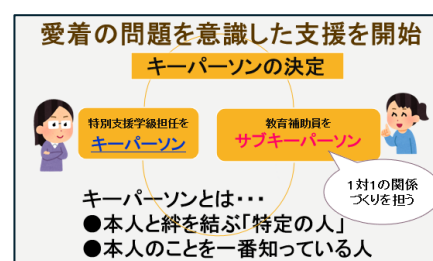 愛着の問題を意識した支援を開始
キーパーソンの決定
特別支援学級担任を
キーパーソン
教育補助員を
サブキーパーソン
1対1の関係
づくりを担う
キーパーソンとは・・・
●本人と絆を結ぶ「特定の人」
●本人のことを一番知っている人